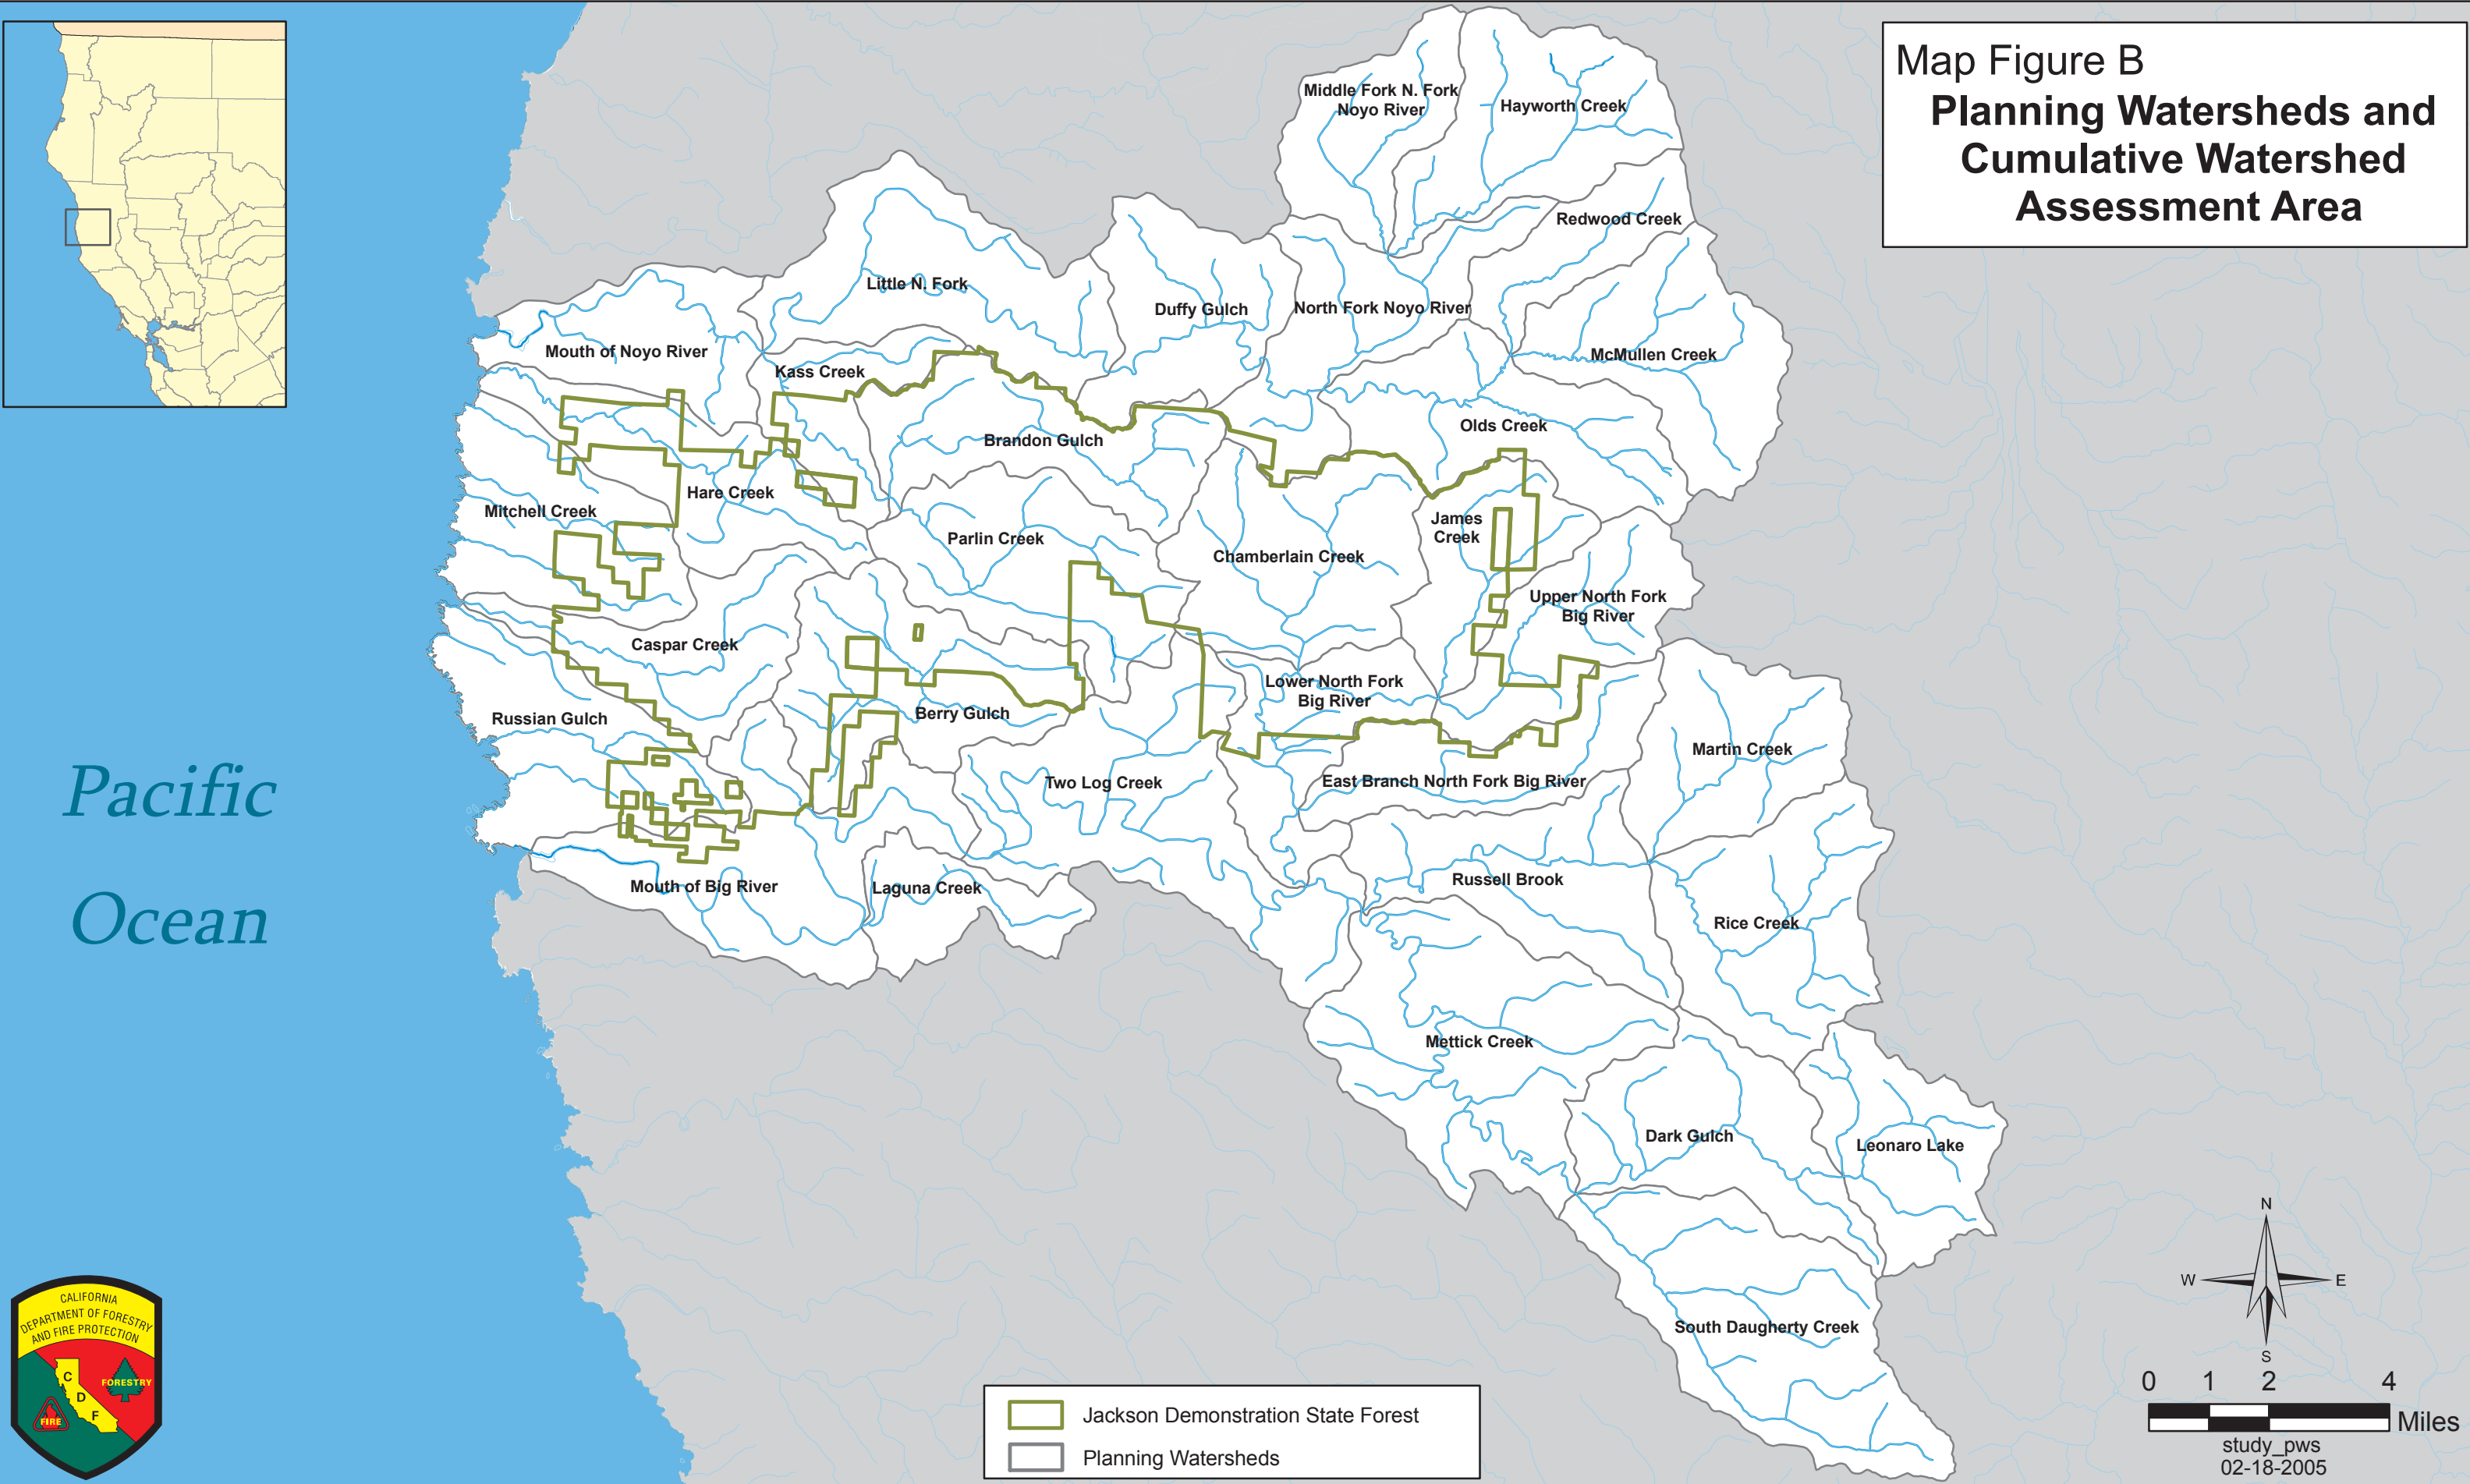 Map Figure B
Planning Watersheds and
Cumulative Watershed
Assessment Area
Middle Fork N. Fork
Noyo River
Hayworth Creek
Redwood Creek
Little N. Fork
Duffy Gulch
North Fork Noyo River
Mouth of Noyo River
McMullen Creek
Kass Creek
Brandon Gulch
Olds Creek
Hare Creek
Mitchell Creek
Parlin Creek
James
Creek
Chamberlain Creek
Upper North Fork
Big River
Caspar Creek
Lower North Fork
Big River
Russian Gulch
Berry Gulch
Martin Creek
Two Log Creek
East Branch North Fork Big River
Pacific
Ocean
Mouth of Big River
Laguna Creek
Russell Brook
Rice Creek
Mettick Creek
Dark Gulch
Leonaro Lake
South Daugherty Creek
CALIFORNIA
DEPARTMENT OF FORESTRY
AND FIRE PROTECTION
C
D
F
FORESTRY
FIRE
Jackson Demonstration State Forest
Planning Watersheds
N
W E
S
0 1 2 4
Miles
study_pws
02-18-2005